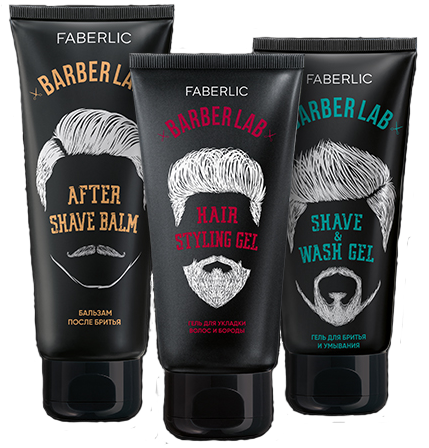 FABERLIC
BARBER LAB
AFTER
SHAVE BALM
БАЛЬЗАМ
ПОСЛЕ БРИТЬЯ
FABERLIC
BARBER LAB
HAIR
STYLING GEL
ГЕЛЬ ДЛЯ УКЛАДКИ
ВОЛОС И БОРОДЫ
FABERLIC
BARBER LAB
SHAVE
&
WASH GEL
ГЕЛЬ ДЛЯ БРИТЬЯ
И УМЫВАНИЯ